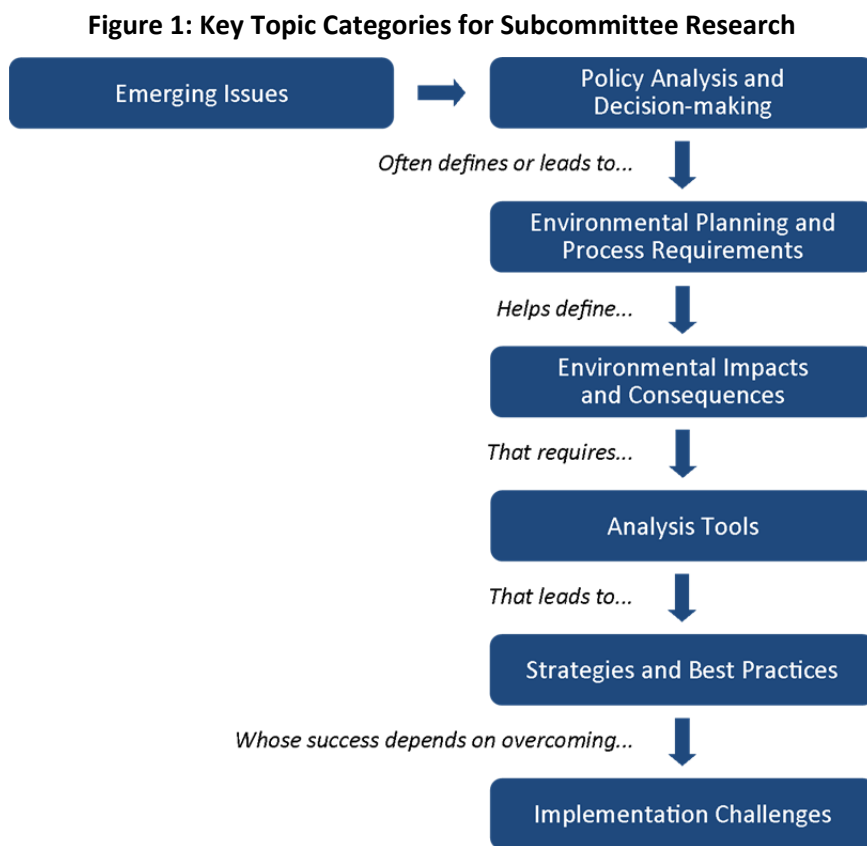 Figure 1: Key Topic Categories for Subcommittee Research
Emerging Issues
Policy Analysis and
Decision-making
Often defines or leads to...
Environmental Planning and
Process Requirements
Helps define...
Environmental Impacts
and Consequences
That requires...
Analysis Tools
That leads to...
Strategies and Best Practices
Whose success depends on overcoming...
Implementation Challenges